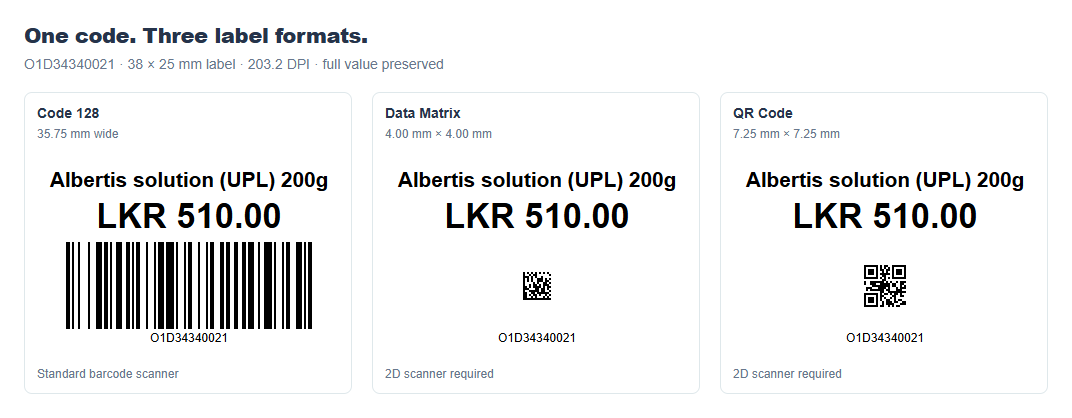 One code. Three label formats.
O1D34340021 · 38 × 25 mm label · 203.2 DPI · full value preserved
Code 128
35.75 mm wide
Albertis solution (UPL) 200g
LKR 510.00
O1D34340021
Standard barcode scanner
Data Matrix
4.00 mm × 4.00 mm
Albertis solution (UPL) 200g
LKR 510.00
O1D34340021
2D scanner required
QR Code
7.25 mm × 7.25 mm
Albertis solution (UPL) 200g
LKR 510.00
O1D34340021
2D scanner required